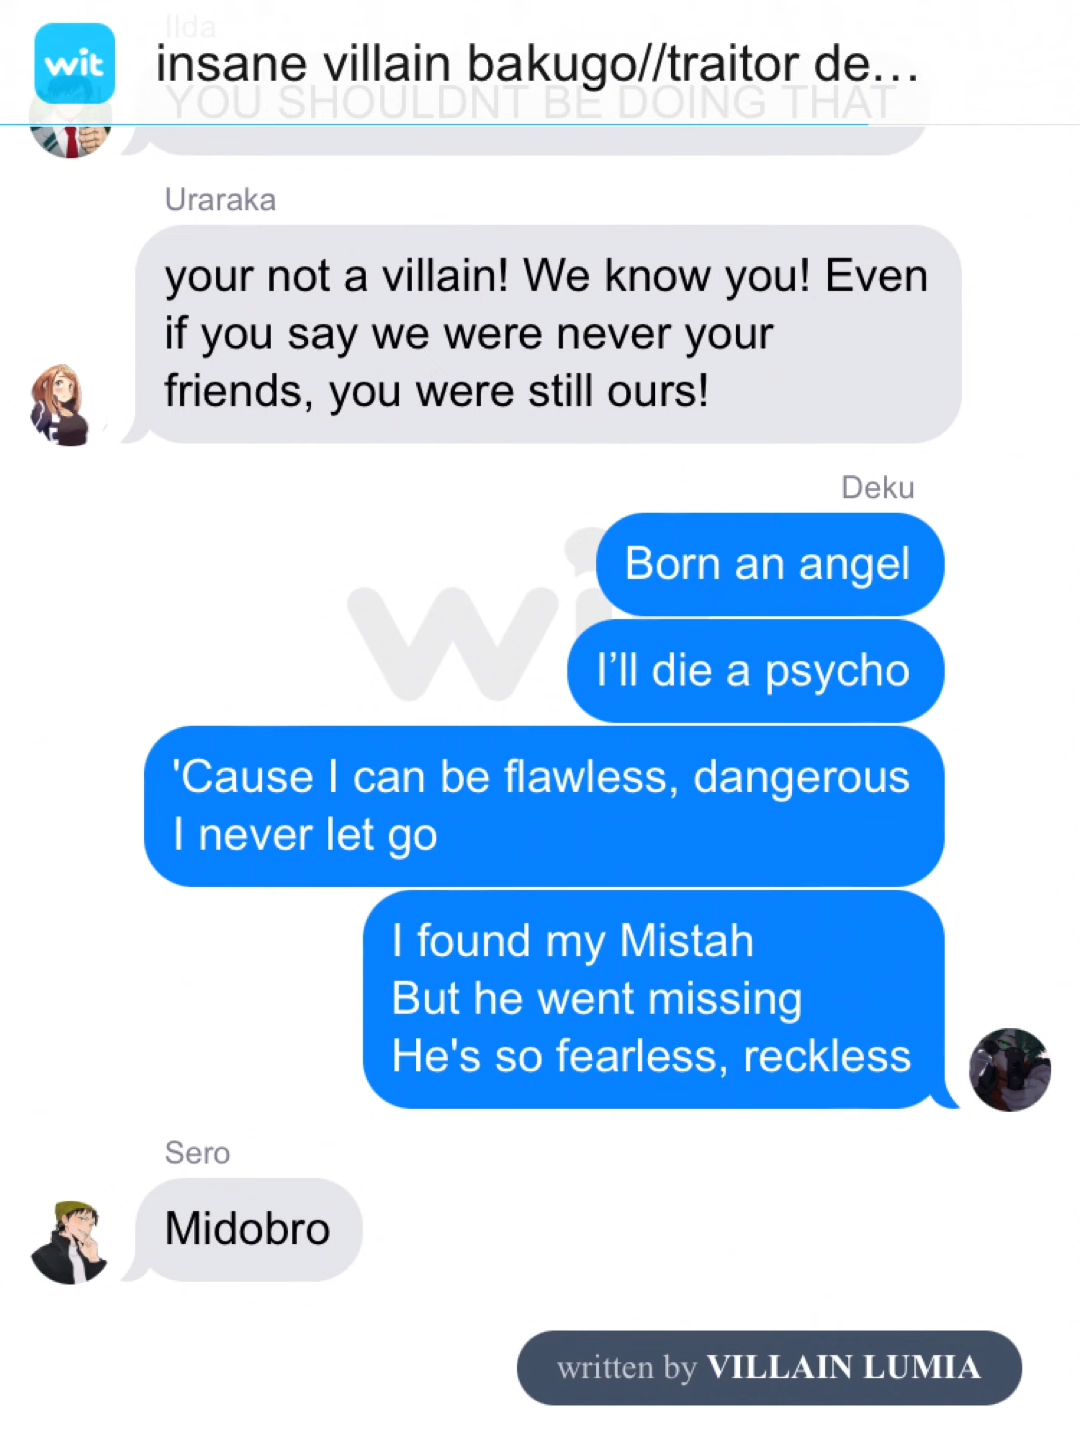 Ilda
wit
insane villain bakugo//traitor de...
YOU SHOULDNT BE DOING THAT
Uraraka
your not a villain! We know you! Even
if you say we were never your
friends, you were still ours!
Deku
Born an angel
I’ll die a psycho
'Cause I can be flawless, dangerous
I never let go
I found my Mistah
But he went missing
He's so fearless, reckless
wi
Sero
Midobro
written by VILLAIN LUMIA